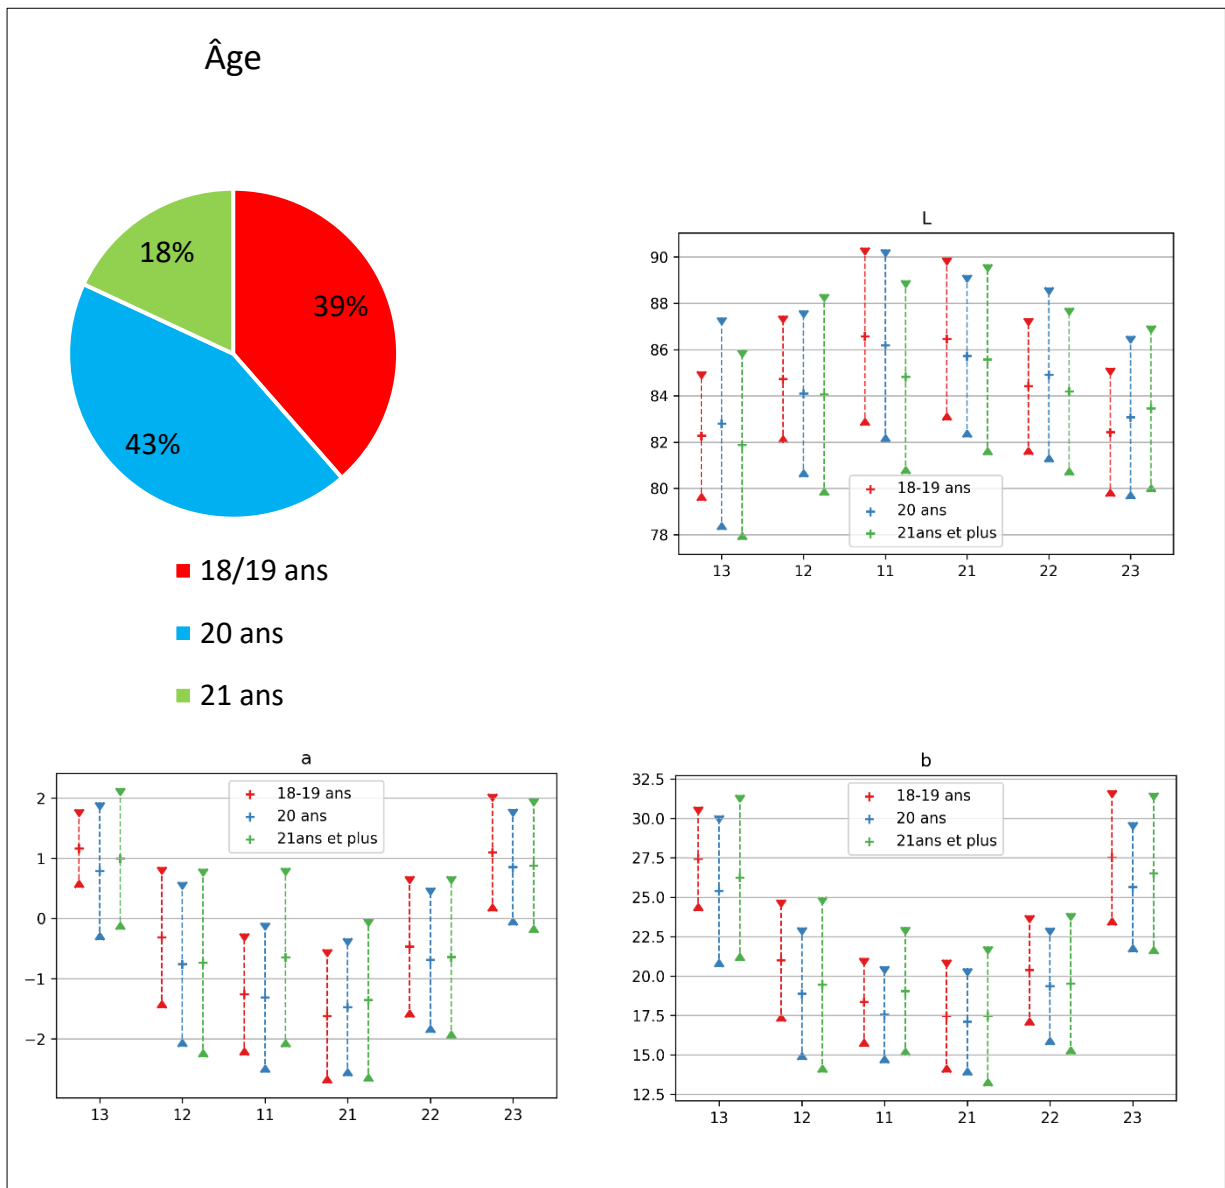 Âge
18%
39%
43%
18/19 ans
20 ans
21 ans
L
90
88
86
84
82
80
78
18-19 ans
20 ans
21ans et plus
13 12 11 21 22 23
a
2
1
0
−1
−2
18-19 ans
20 ans
21ans et plus
13 12 11 21 22 23
b
32.5
30.0
27.5
25.0
22.5
20.0
17.5
15.0
12.5
18-19 ans
20 ans
21ans et plus
13 12 11 21 22 23